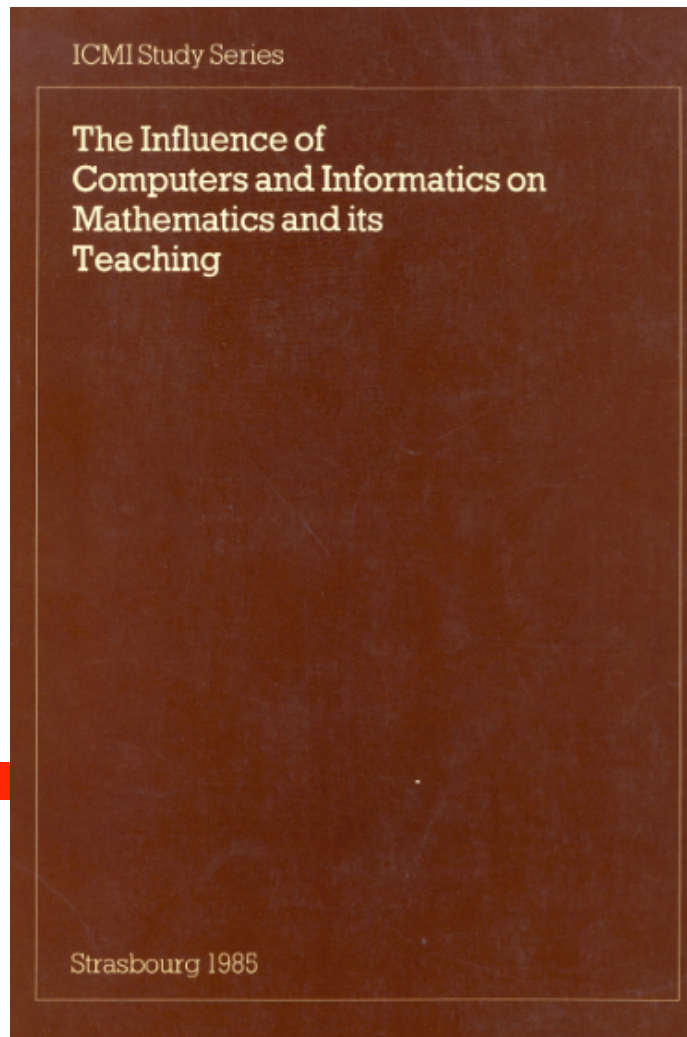 ICMI Study Series
The Influence of
Computers and Informatics on
Mathematics and its
Teaching
Strasbourg 1985